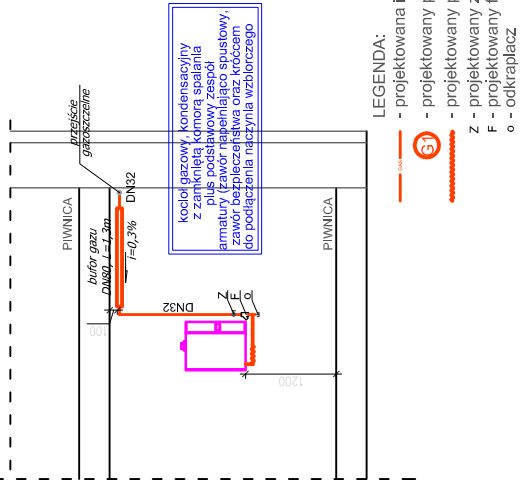 przejście
gazoszczelne
PIWNICA
bufor gazu
DN80, L=1,3m
i=0,3%
DN32
100
DN32
Z
F
o
1200
PIWNICA
kocioł gazowy, kondensacyjny
z zamkniętą komorą spalania
plus podstawowy zespół
armatury (zawór napełniająco spustowy,
zawór bezpieczeństwa oraz króćcem
do podłączenia naczynia wzbiorczego
LEGENDA:
GAZ - projektowana i
G1 - projektowany p
- projektowany p
Z - projektowany z
F - projektowany f
o - odkraplacz